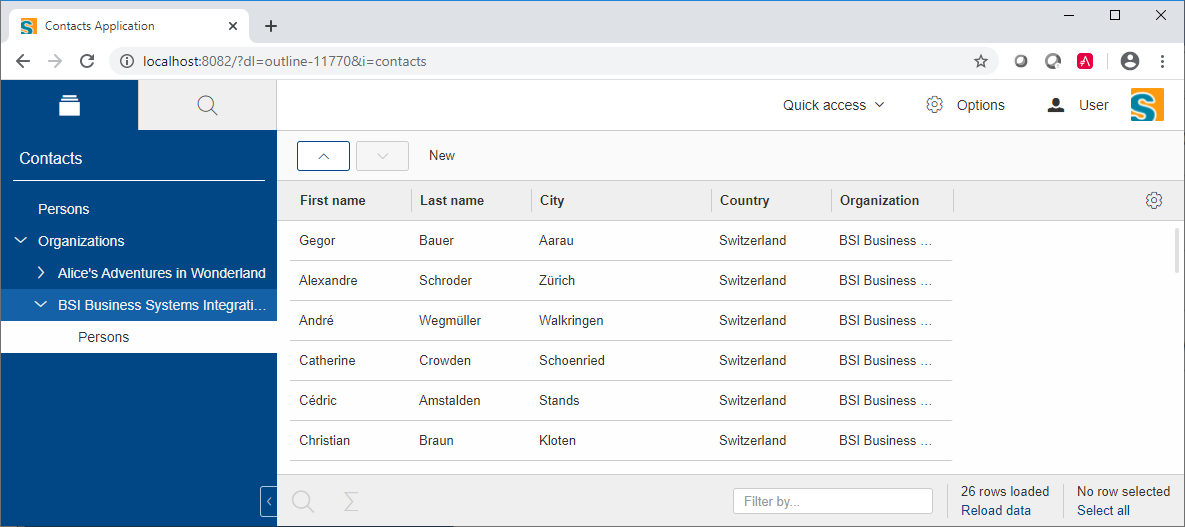 Contacts Application
localhost:8082/?dl=outline-11770&i=contacts
Quick access Options User
Contacts
New
Persons
Organizations
Alice's Adventures in Wonderland
BSI Business Systems Integrati...
Persons
First name Last name City Country Organization
Gegor Bauer Aarau Switzerland BSI Business ...
Alexandre Schroder Zürich Switzerland BSI Business ...
André Wegmüller Walkringen Switzerland BSI Business ...
Catherine Crowden Schoenried Switzerland BSI Business ...
Cédric Amstalden Stands Switzerland BSI Business ...
Christian Braun Kloten Switzerland BSI Business ...
Filter by...
26 rows loaded
Reload data
No row selected
Select all